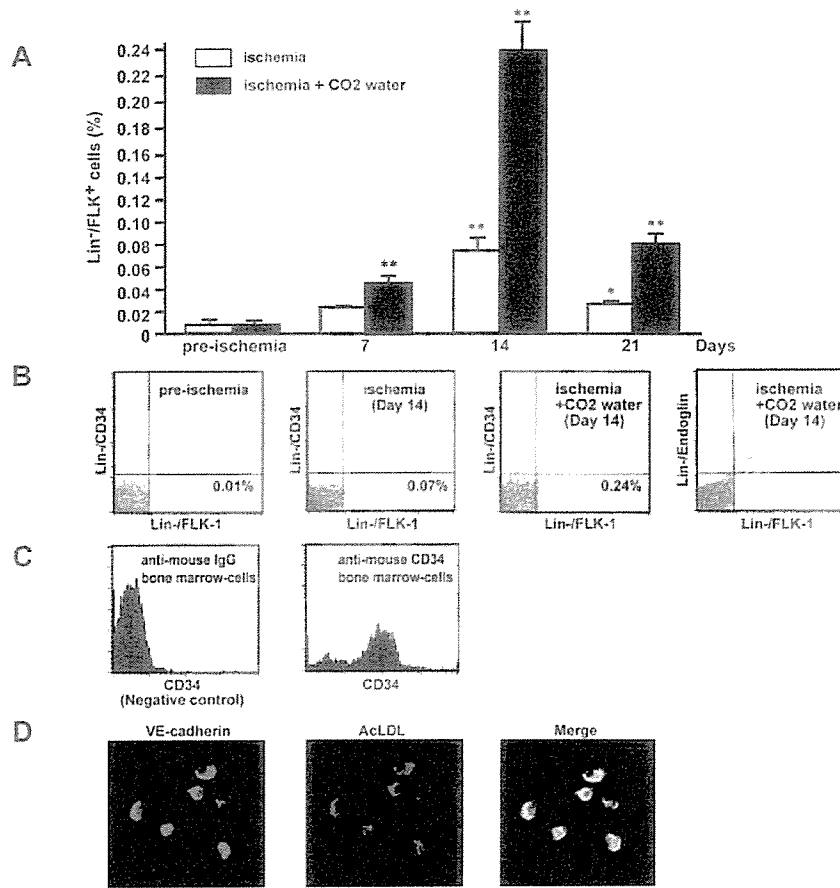 A
0.24
0.22
0.24
0.20
0.18
0.16
0.14
0.12
0.10
0.08
0.06
0.04
0.02
0
Lin-/FLK+ cells (%)
ischemia
ischemia + CO2 water
**
**
**
*
**
pre-ischemia 7 14 21 Days
B
pre-ischemia
0.01%
Lin-/CD34
Lin-/FLK-1
ischemia
(Day 14)
0.07%
Lin-/CD34
Lin-/FLK-1
ischemia
+CO2 water
(Day 14)
0.24%
Lin-/CD34
Lin-/FLK-1
ischemia
+CO2 water
(Day 14)
Lin-/Endoglin
Lin-/FLK-1
C
anti-mouse IgG
bone marrow-cells
CD34
(Negative control)
anti-mouse CD34
bone marrow-cells
CD34
D
VE-cadherin AcLDL Merge